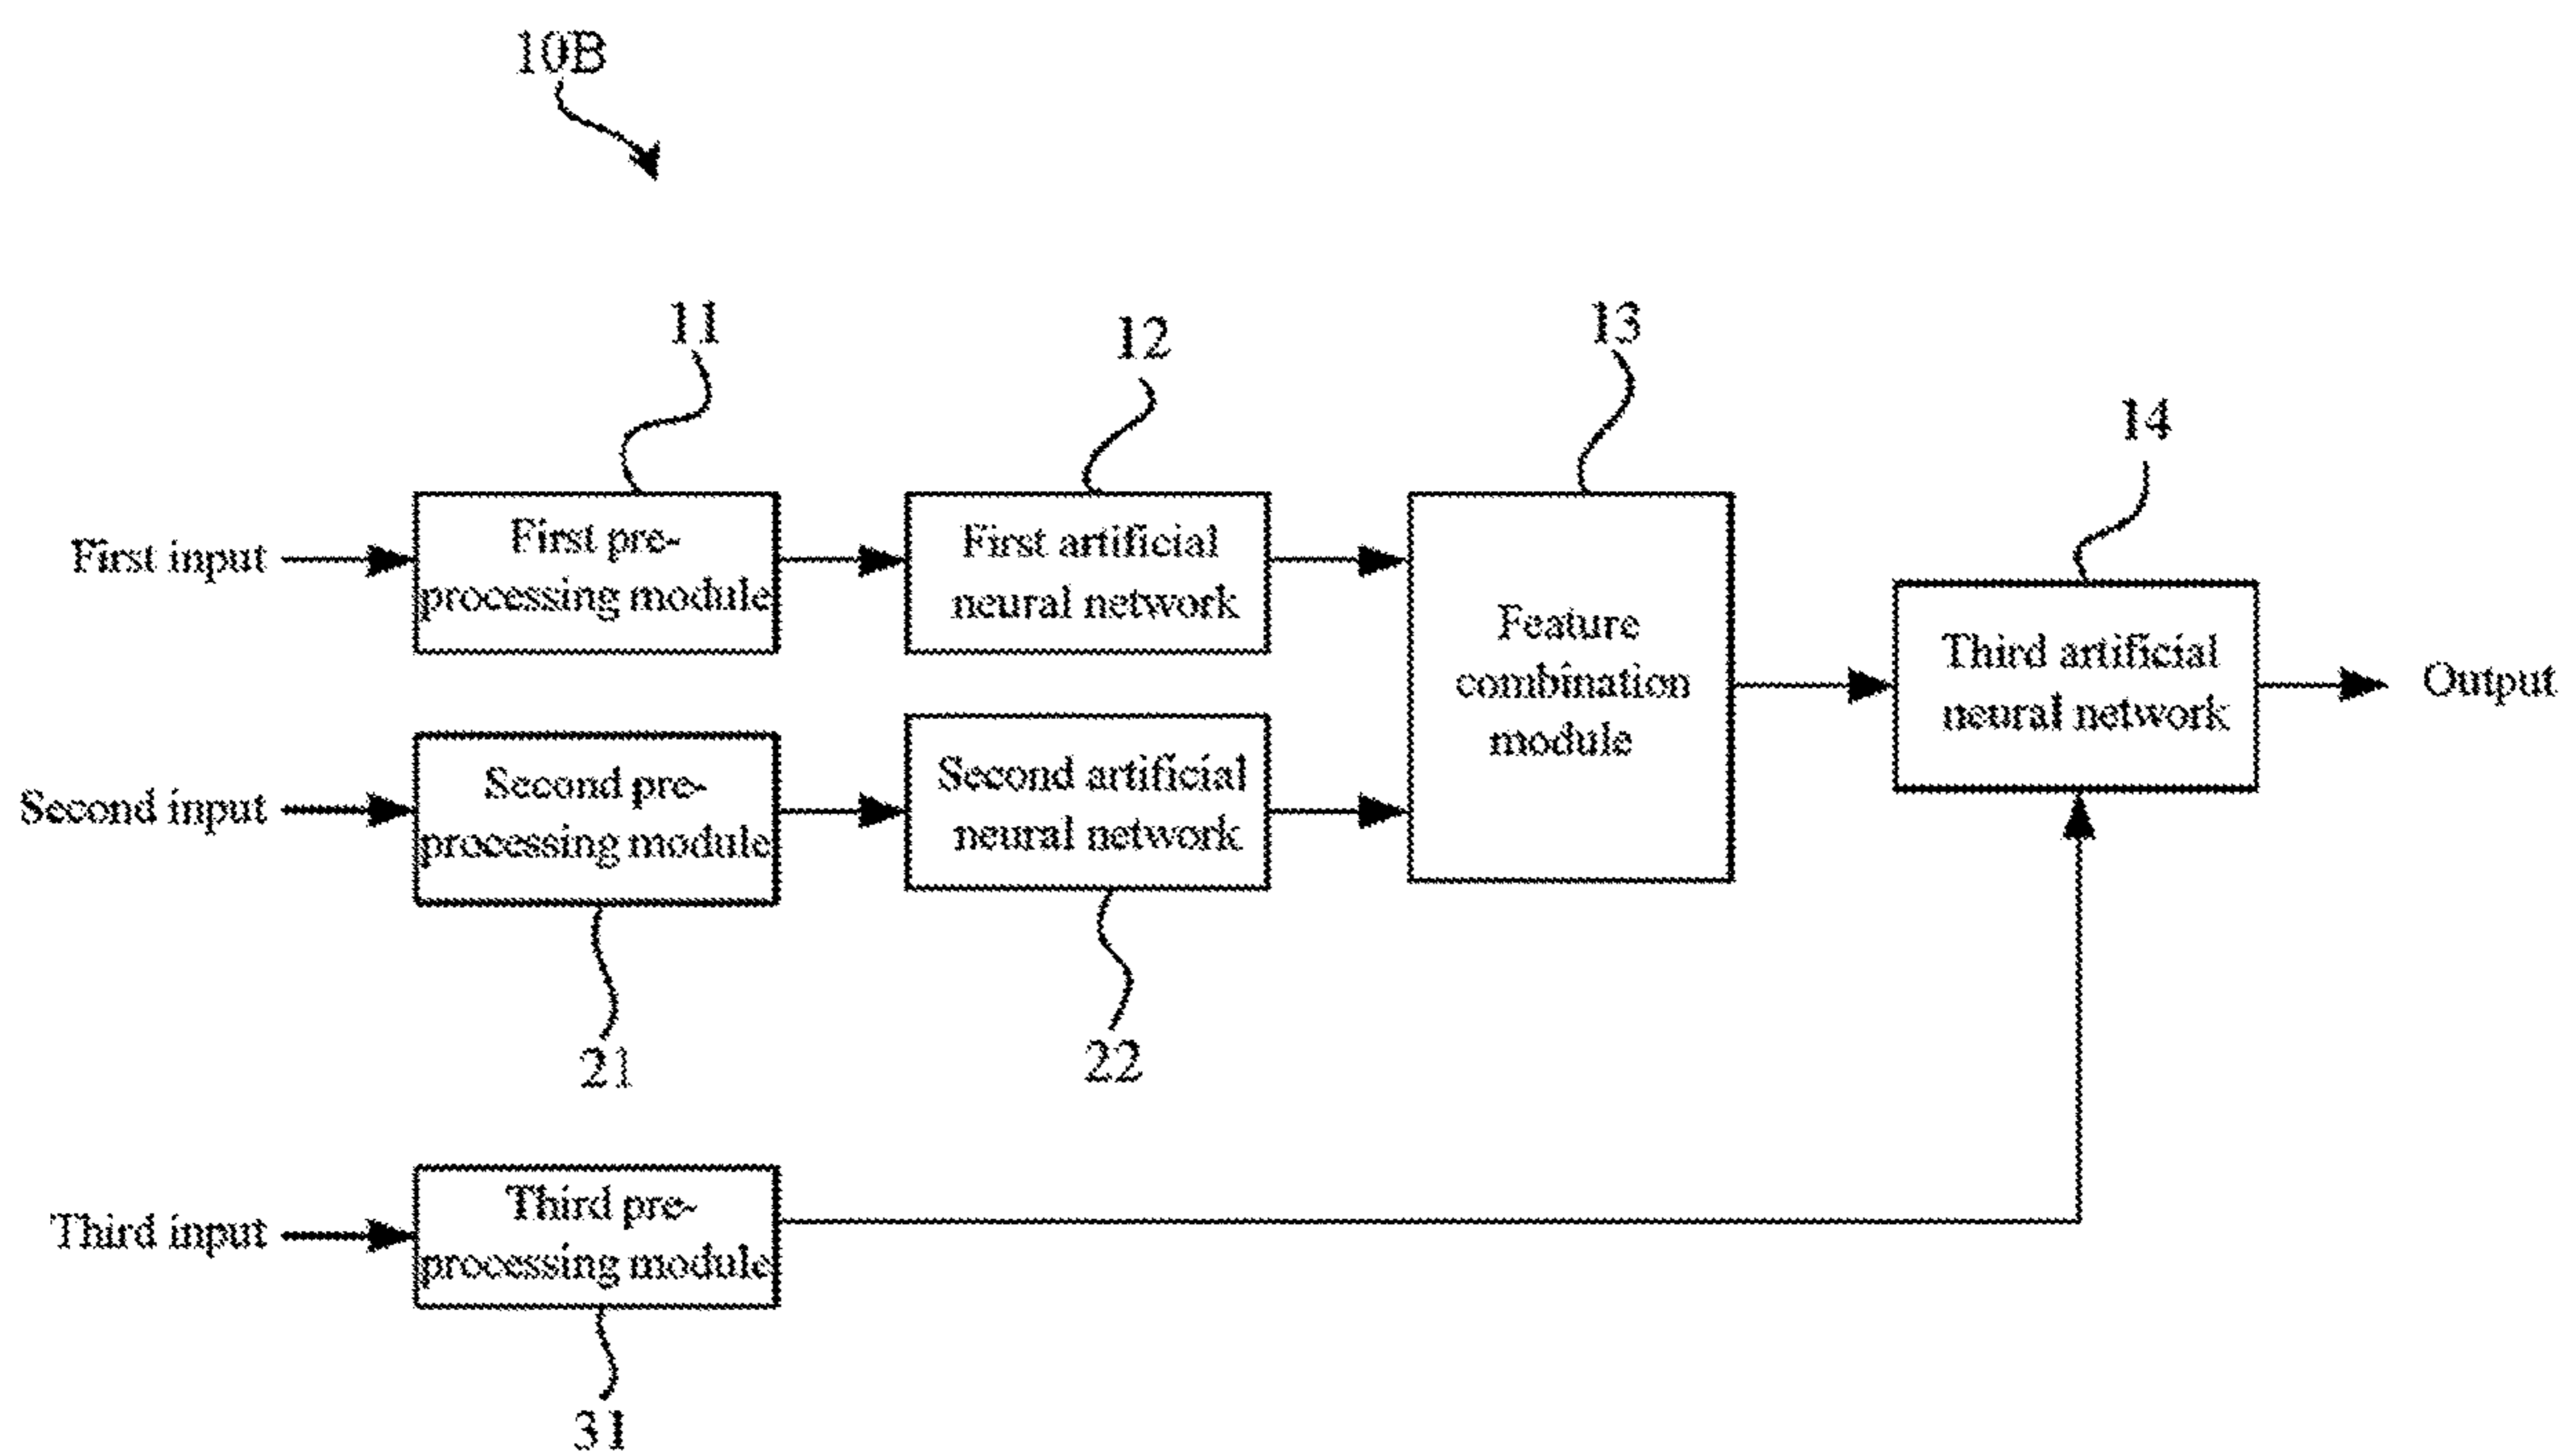 10B
11
12
13
14
First input
First pre-
processing module
First artificial
neural network
Feature
combination
module
Third artificial
neural network
Output
Second input
Second pre-
processing module
Second artificial
neural network
21
22
Third input
Third pre-
processing module
31